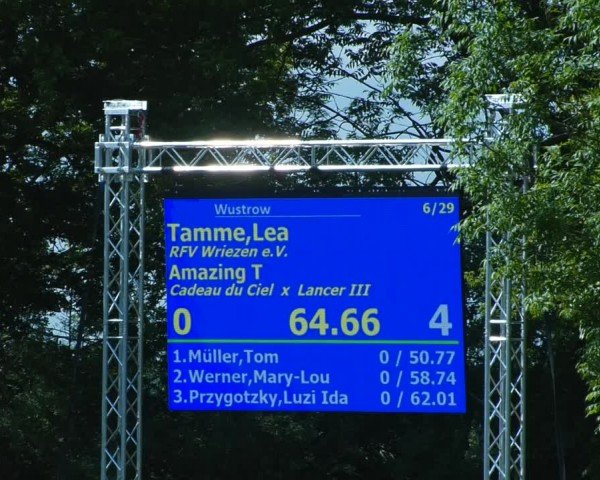 Wustrow 6/29
Tamme,Lea
RFV Wriezen e.V.
Amazing T
Cadeau du Ciel x Lancer III
0 64.66 4
1.Müller,Tom 0 / 50.77
2.Werner,Mary-Lou 0 / 58.74
3.Przygotzky,Luzi Ida 0 / 62.01